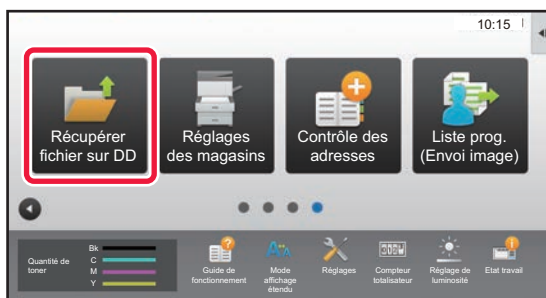 10:15
Récupérer
fichier sur DD
Réglages
des magasins
Contrôle des
adresses
Liste prog.
(Envoi image)
Quantité de
toner
Bk
C
M
Y
Guide de
fonctionnement
Mode
affichage
étendu
Réglages
Compteur
totalisateur
Réglage de
luminosité
Etat travail